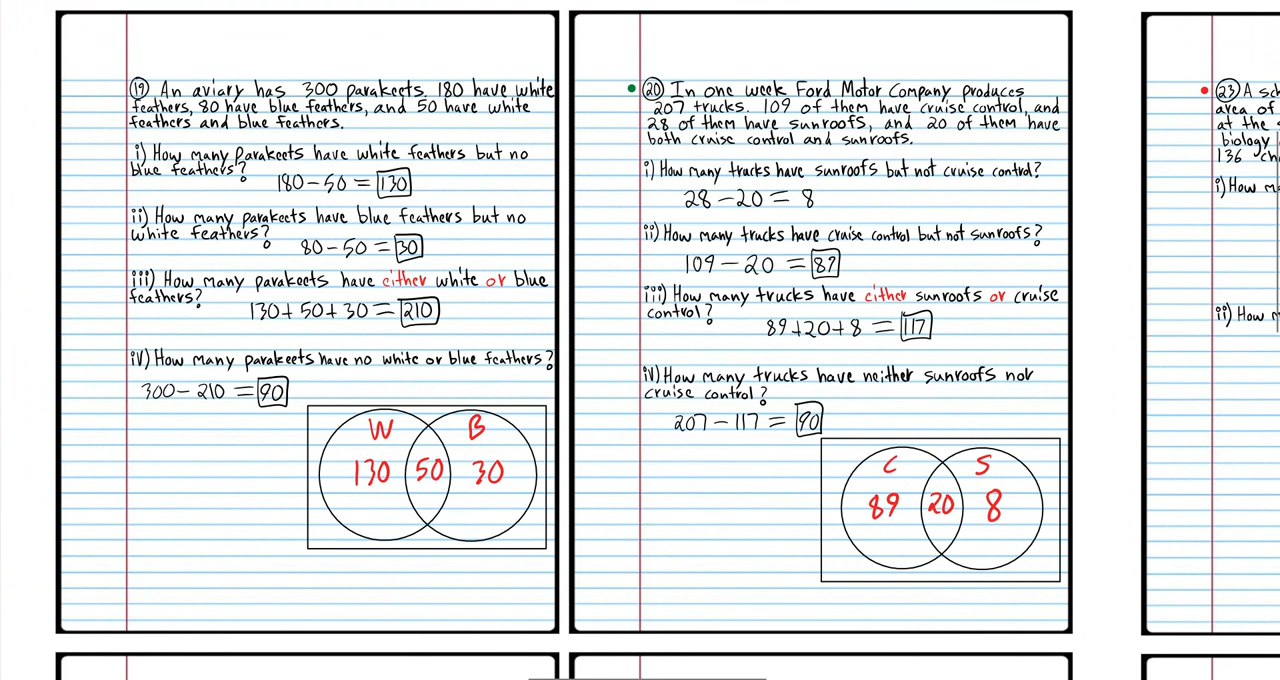 ⑲ An aviary has 300 parakeets. 180 have white
feathers, 80 have blue feathers, and 50 have white
feathers and blue feathers.
i) How many parakeets have white feathers but no
blue feathers?
180-50=130
ii) How many parakeets have blue feathers but no
white feathers?
80-50=30
iii) How many parakeets have either white or blue
feathers?
130+50+30=210
iv) How many parakeets have no white or blue feathers?
300-210=90
W B
130 50 30
⑳ In one week Ford Motor Company produces
207 trucks. 109 of them have cruise control, and
28 of them have sunroofs, and 20 of them have
both cruise control and sunroofs.
i) How many trucks have sunroofs but not cruise control?
28-20=8
ii) How many trucks have cruise control but not sunroofs?
109-20=89
iii) How many trucks have either sunroofs or cruise
control?
89+20+8=117
iv) How many trucks have neither sunroofs not
cruise control?
207-117=90
C S
89 20 8
㉓ A sc
area of
at the
biology
136 ch
i) How m
ii) How m